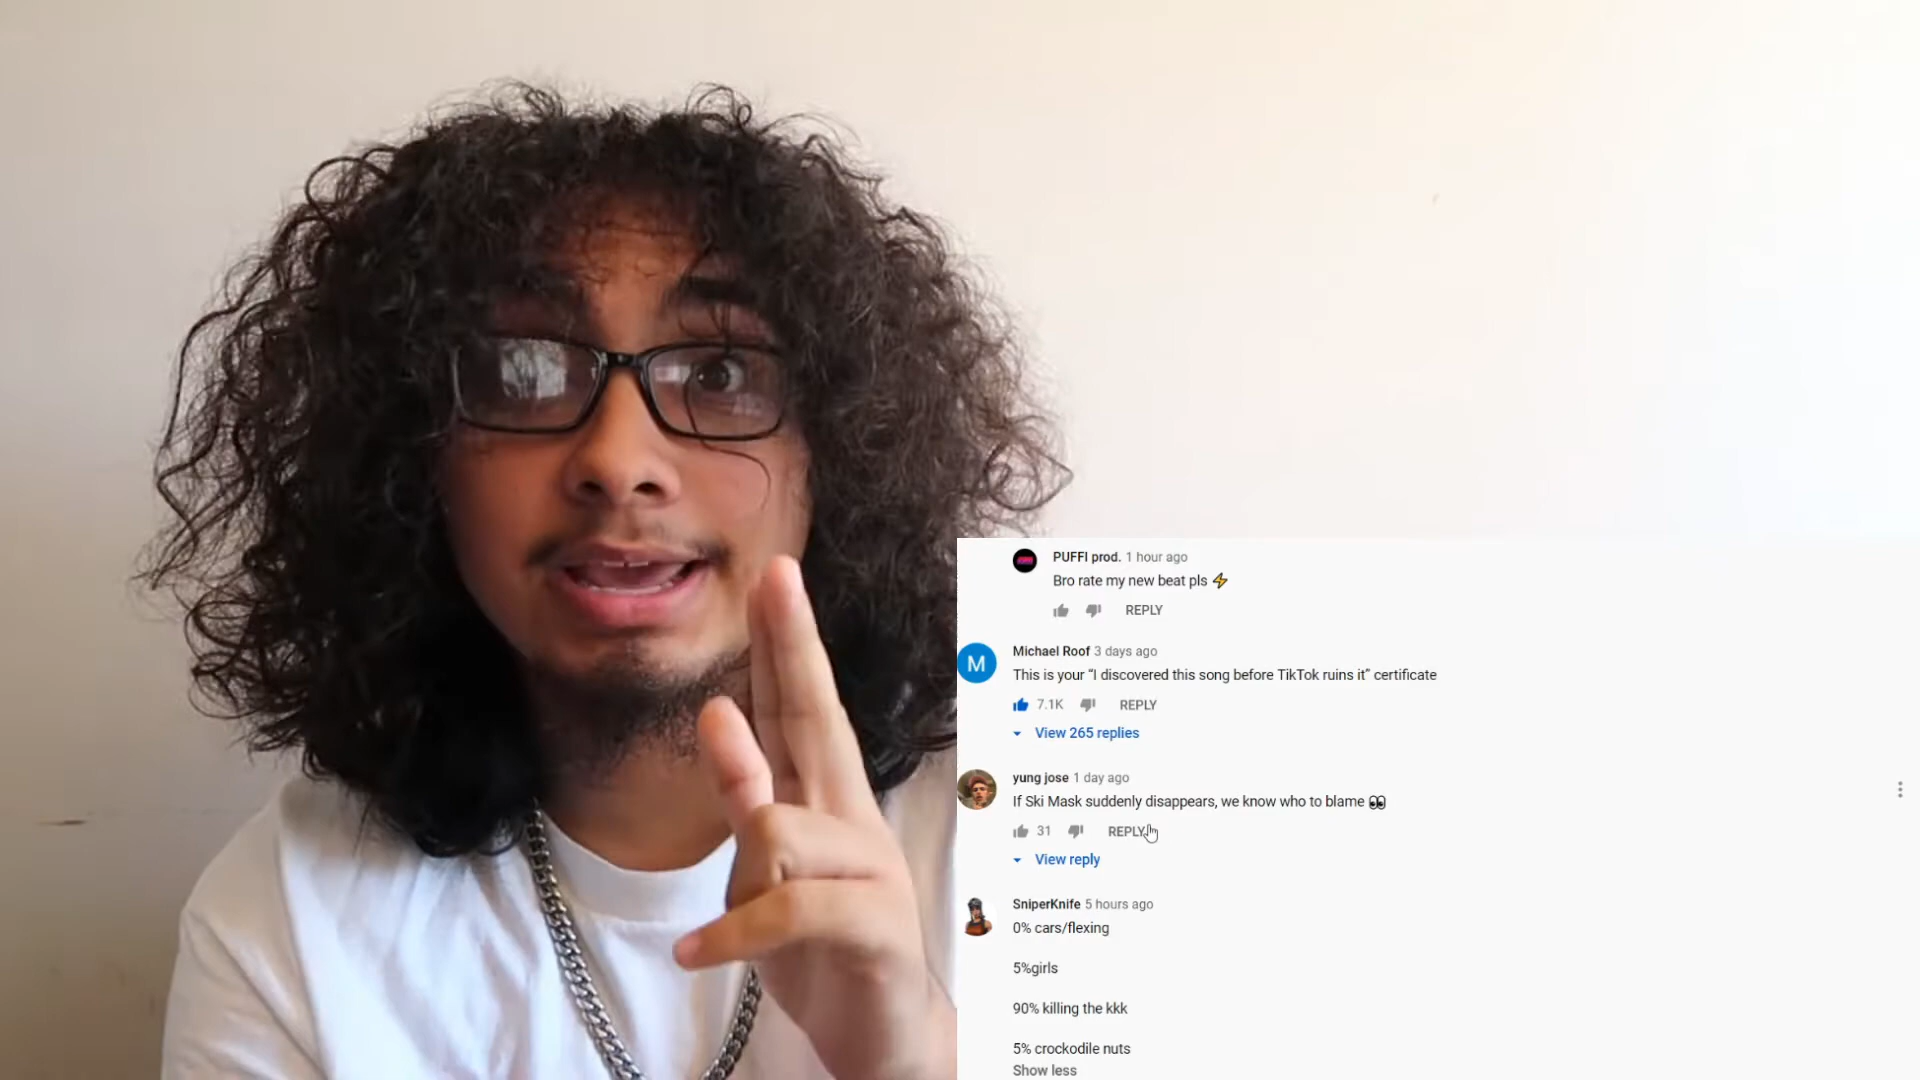 PUFFI prod. 1 hour ago
Bro rate my new beat pls ⚡
REPLY
M
Michael Roof 3 days ago
This is your “I discovered this song before TikTok ruins it” certificate
7.1K REPLY
View 265 replies
yung jose 1 day ago
If Ski Mask suddenly disappears, we know who to blame 👀
31 REPLY
View reply
SniperKnife 5 hours ago
0% cars/flexing
5%girls
90% killing the kkk
5% crockodile nuts
Show less